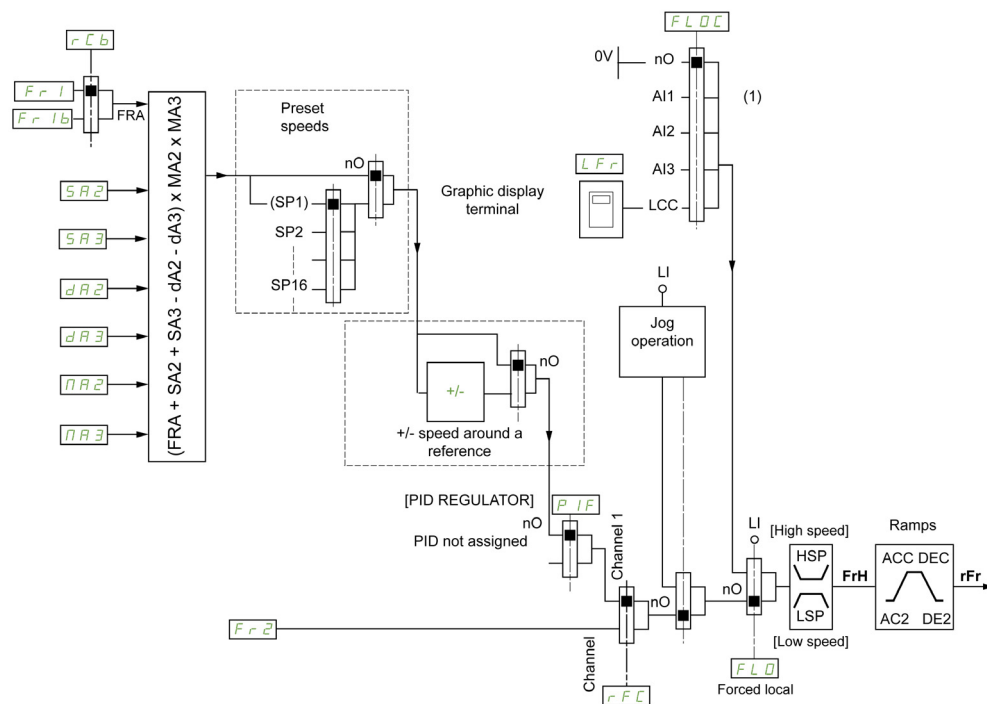 rCb
Fr1
Fr1b
FRA
SA2
SA3
dA2
dA3
MA2
MA3
(FRA + SA2 + SA3 - dA2 - dA3) x MA2 x MA3
Preset
speeds
nO
(SP1)
SP2
SP16
FLOC
0V
nO
AI1
(1)
AI2
AI3
LFr
LCC
Graphic display
terminal
LI
Jog
operation
nO
+/-
+/- speed around a
reference
[PID REGULATOR]
PIF
nO
PID not assigned
Channel 1
Fr2
Channel
rFC
nO
LI
nO
FLO
Forced local
[High speed]
HSP
LSP
[Low speed]
FrH
Ramps
ACC DEC
AC2 DE2
rFr